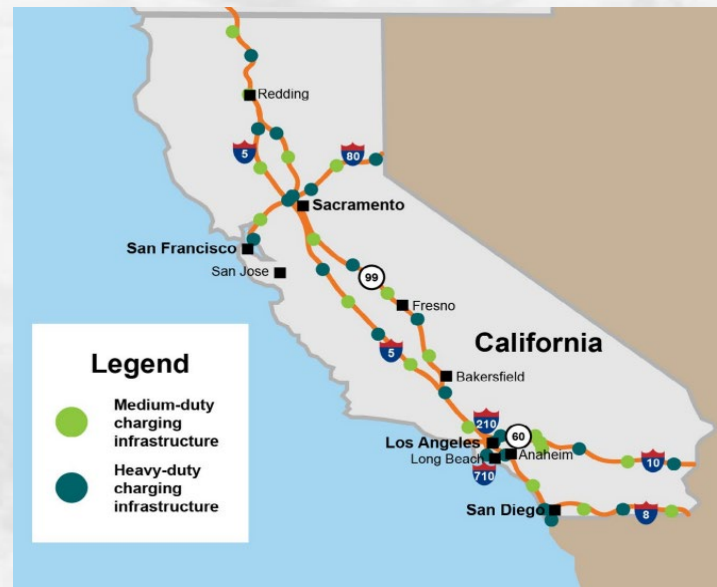 Redding
5
80
Sacramento
San Francisco
San Jose
99
Fresno
5
California
Bakersfield
210
60
Los Angeles
Anaheim
Long Beach
710
10
San Diego
8
Legend
Medium-duty
charging
infrastructure
Heavy-duty
charging
infrastructure